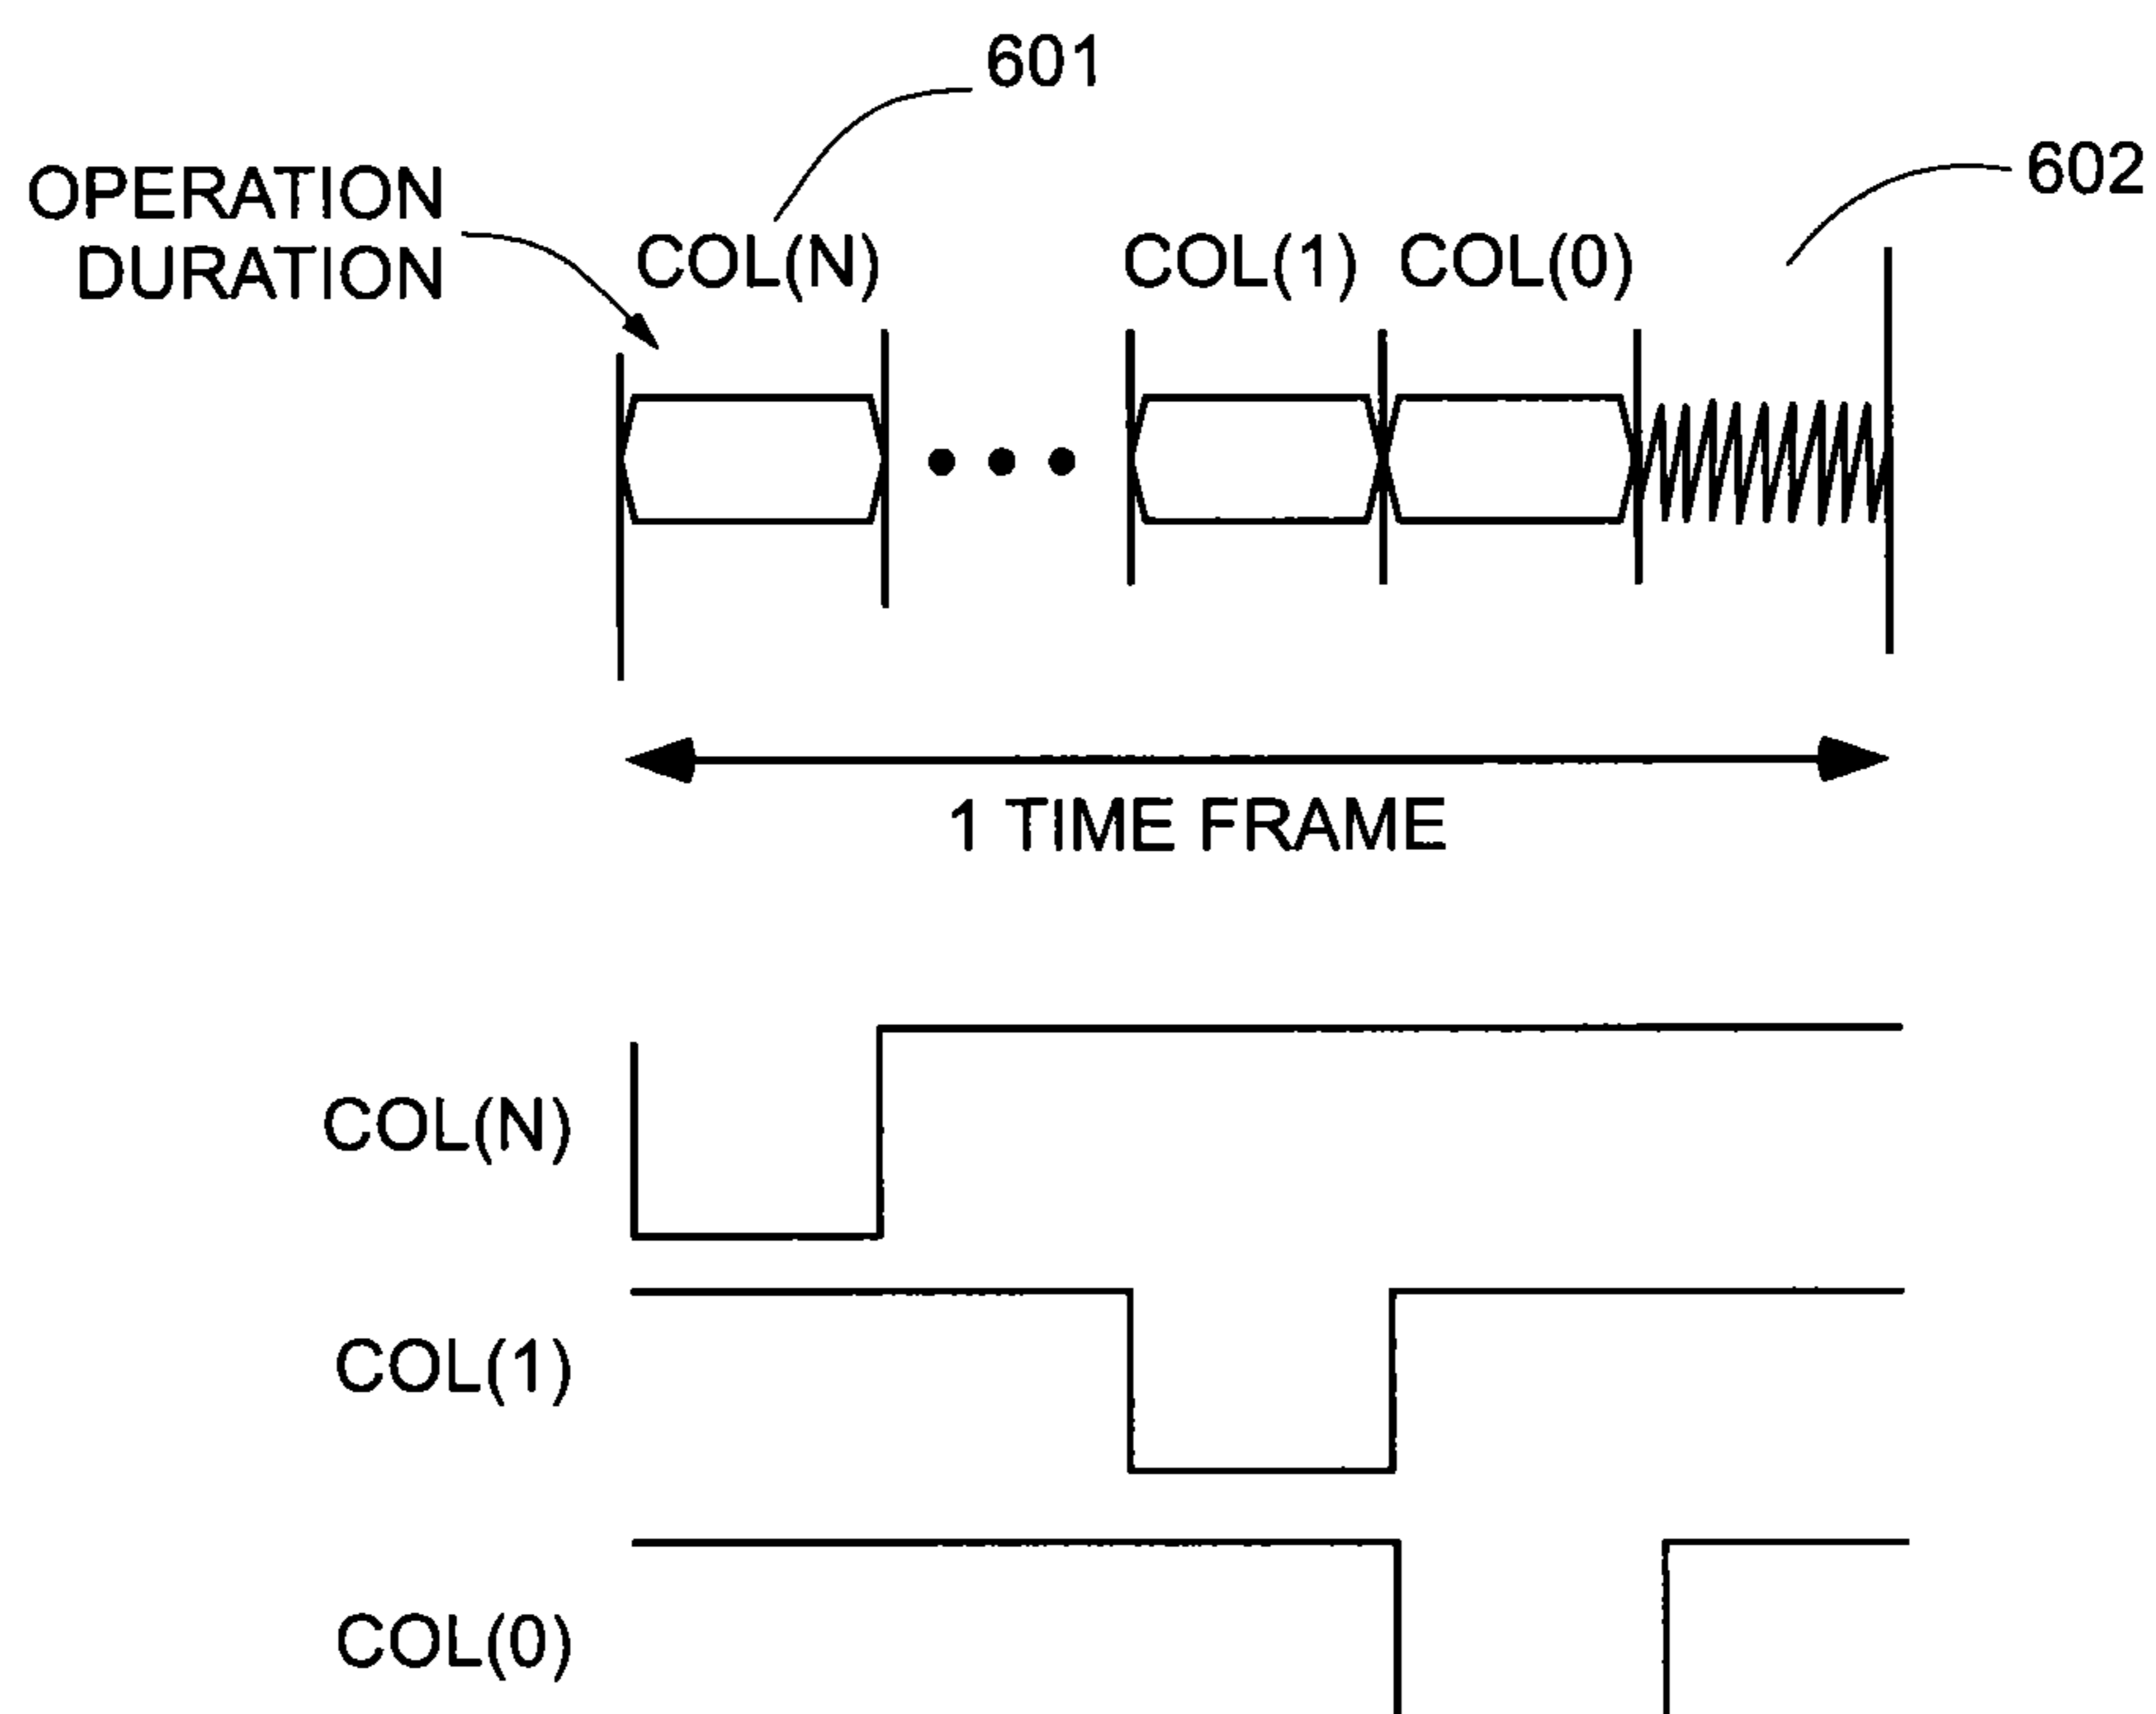 601
602
OPERATION
DURATION
COL(N)
COL(1)
COL(0)
1 TIME FRAME
COL(N)
COL(1)
COL(0)